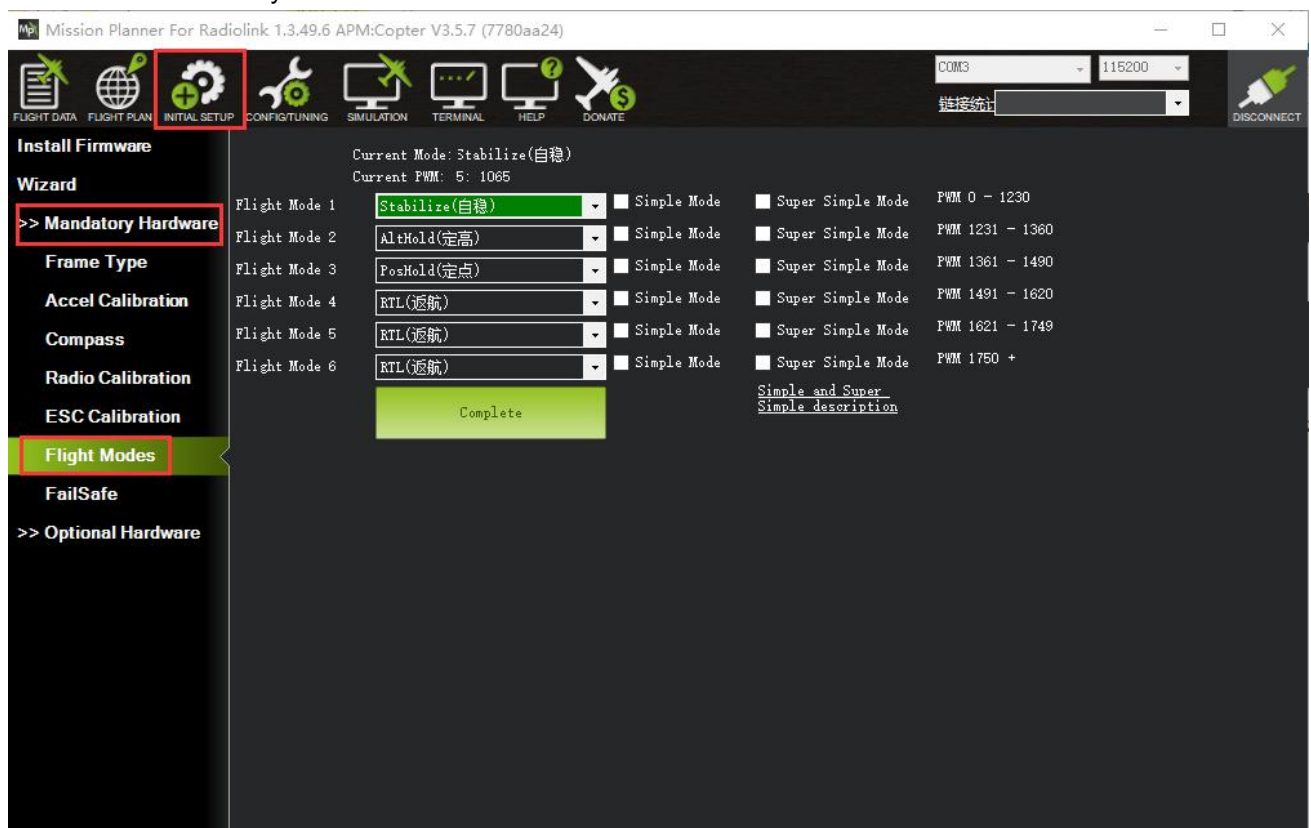 Mission Planner For Radiolink 1.3.49.6 APM:Copter V3.5.7 (7780aa24)
FLIGHT DATA FLIGHT PLAN INITIAL SETUP CONFIG/TUNING SIMULATION TERMINAL HELP DONATE
COM3 115200
链接统计
DISCONNECT
Install Firmware
Wizard
>> Mandatory Hardware
Frame Type
Accel Calibration
Compass
Radio Calibration
ESC Calibration
Flight Modes
FailSafe
>> Optional Hardware
Current Mode: Stabilize(自稳)
Current PWM: 5: 1065
Flight Mode 1 Stabilize(自稳) Simple Mode Super Simple Mode PWM 0 - 1230
Flight Mode 2 AltHold(定高) Simple Mode Super Simple Mode PWM 1231 - 1360
Flight Mode 3 PosHold(定点) Simple Mode Super Simple Mode PWM 1361 - 1490
Flight Mode 4 RTL(返航) Simple Mode Super Simple Mode PWM 1491 - 1620
Flight Mode 5 RTL(返航) Simple Mode Super Simple Mode PWM 1621 - 1749
Flight Mode 6 RTL(返航) Simple Mode Super Simple Mode PWM 1750 +
Complete
Simple and Super
Simple description